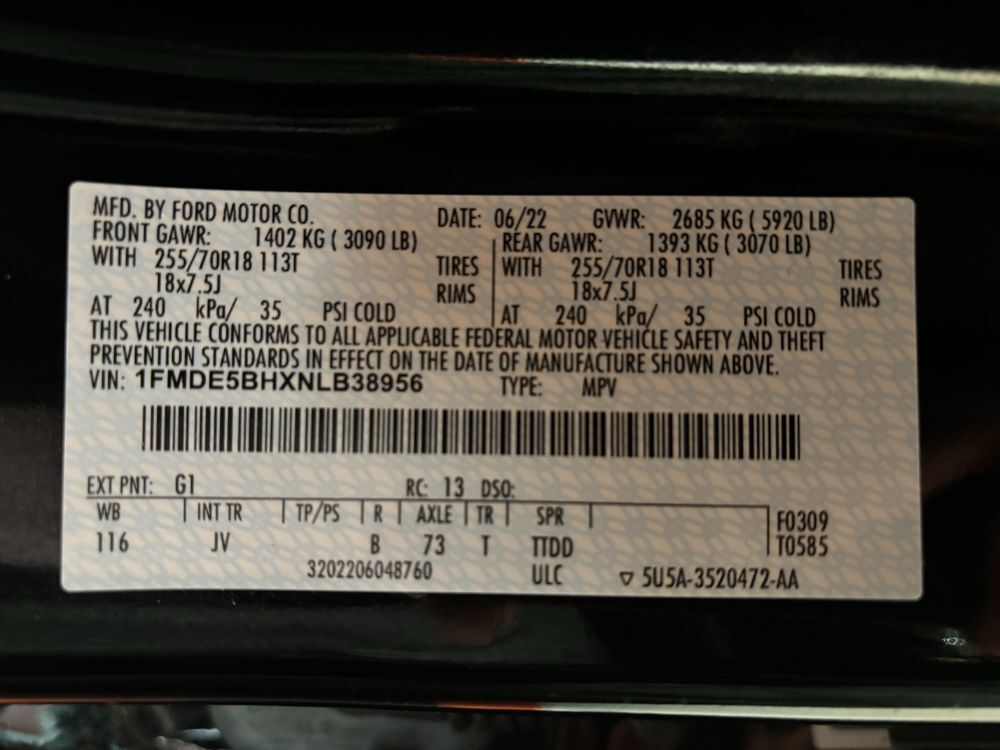 MFD. BY FORD MOTOR CO. DATE: 06/22 GVWR: 2685 KG ( 5920 LB)
FRONT GAWR: 1402 KG ( 3090 LB) REAR GAWR: 1393 KG ( 3070 LB)
WITH 255/70R18 113T TIRES WITH 255/70R18 113T TIRES
18x7.5J RIMS 18x7.5J RIMS
AT 240 kPa/ 35 PSI COLD AT 240 kPa/ 35 PSI COLD
THIS VEHICLE CONFORMS TO ALL APPLICABLE FEDERAL MOTOR VEHICLE SAFETY AND THEFT
PREVENTION STANDARDS IN EFFECT ON THE DATE OF MANUFACTURE SHOWN ABOVE.
VIN: 1FMDE5BHXNLB38956 TYPE: MPV
EXT PNT: G1 RC: 13 DSO:
WB INT TR TP/PS R AXLE TR SPR F0309
116 JV B 73 T TTDD T0585
3202206048760 ULC ▽ 5U5A-3520472-AA